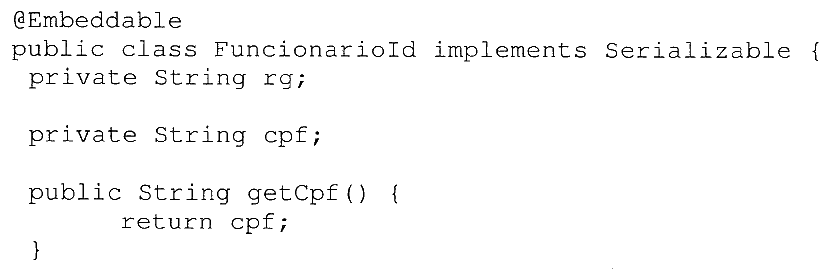 @Embeddable
public class FuncionarioId implements Serializable {
private String rg;
private String cpf;
public String getCpf() {
return cpf;
}